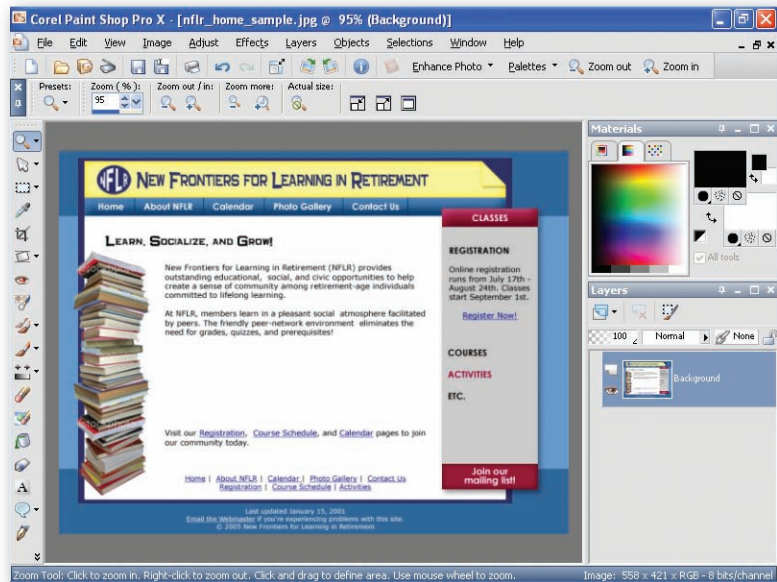 Corel Paint Shop Pro X - [nflr_home_sample.jpg @ 95% (Background)]
File Edit View Image Adjust Effects Layers Objects Selections Window Help
Enhance Photo Palettes Zoom out Zoom in
Presets: Zoom (%): Zoom out / in: Zoom more: Actual size:
95
Materials
All tools
Layers
100 Normal None
Background
NFLR NEW FRONTIERS FOR LEARNING IN RETIREMENT
Home About NFLR Calendar Photo Gallery Contact Us
CLASSES
LEARN, SOCIALIZE, AND GROW!
New Frontiers for Learning in Retirement (NFLR) provides
outstanding educational, social, and civic opportunities to help
create a sense of community among retirement-age individuals
committed to lifelong learning.
At NFLR, members learn in a pleasant social atmosphere facilitated
by peers. The friendly peer-network environment eliminates the
need for grades, quizzes, and prerequisites!
Visit our Registration, Course Schedule, and Calendar pages to join
our community today.
Home | About NFLR | Calendar | Photo Gallery | Contact Us
Registration | Course Schedule | Activities
REGISTRATION
Online registration
runs from July 17th -
August 24th. Classes
start September 1st.
Register Now!
COURSES
ACTIVITIES
ETC.
Join our
mailing list!
Last updated January 15, 2001
Email the Webmaster if you're experiencing problems with this site.
© 2005 New Frontiers for Learning in Retirement
Zoom Tool: Click to zoom in. Right-click to zoom out. Click and drag to define area. Use mouse wheel to zoom.
Image: 558 x 421 x RGB - 8 bits/channel